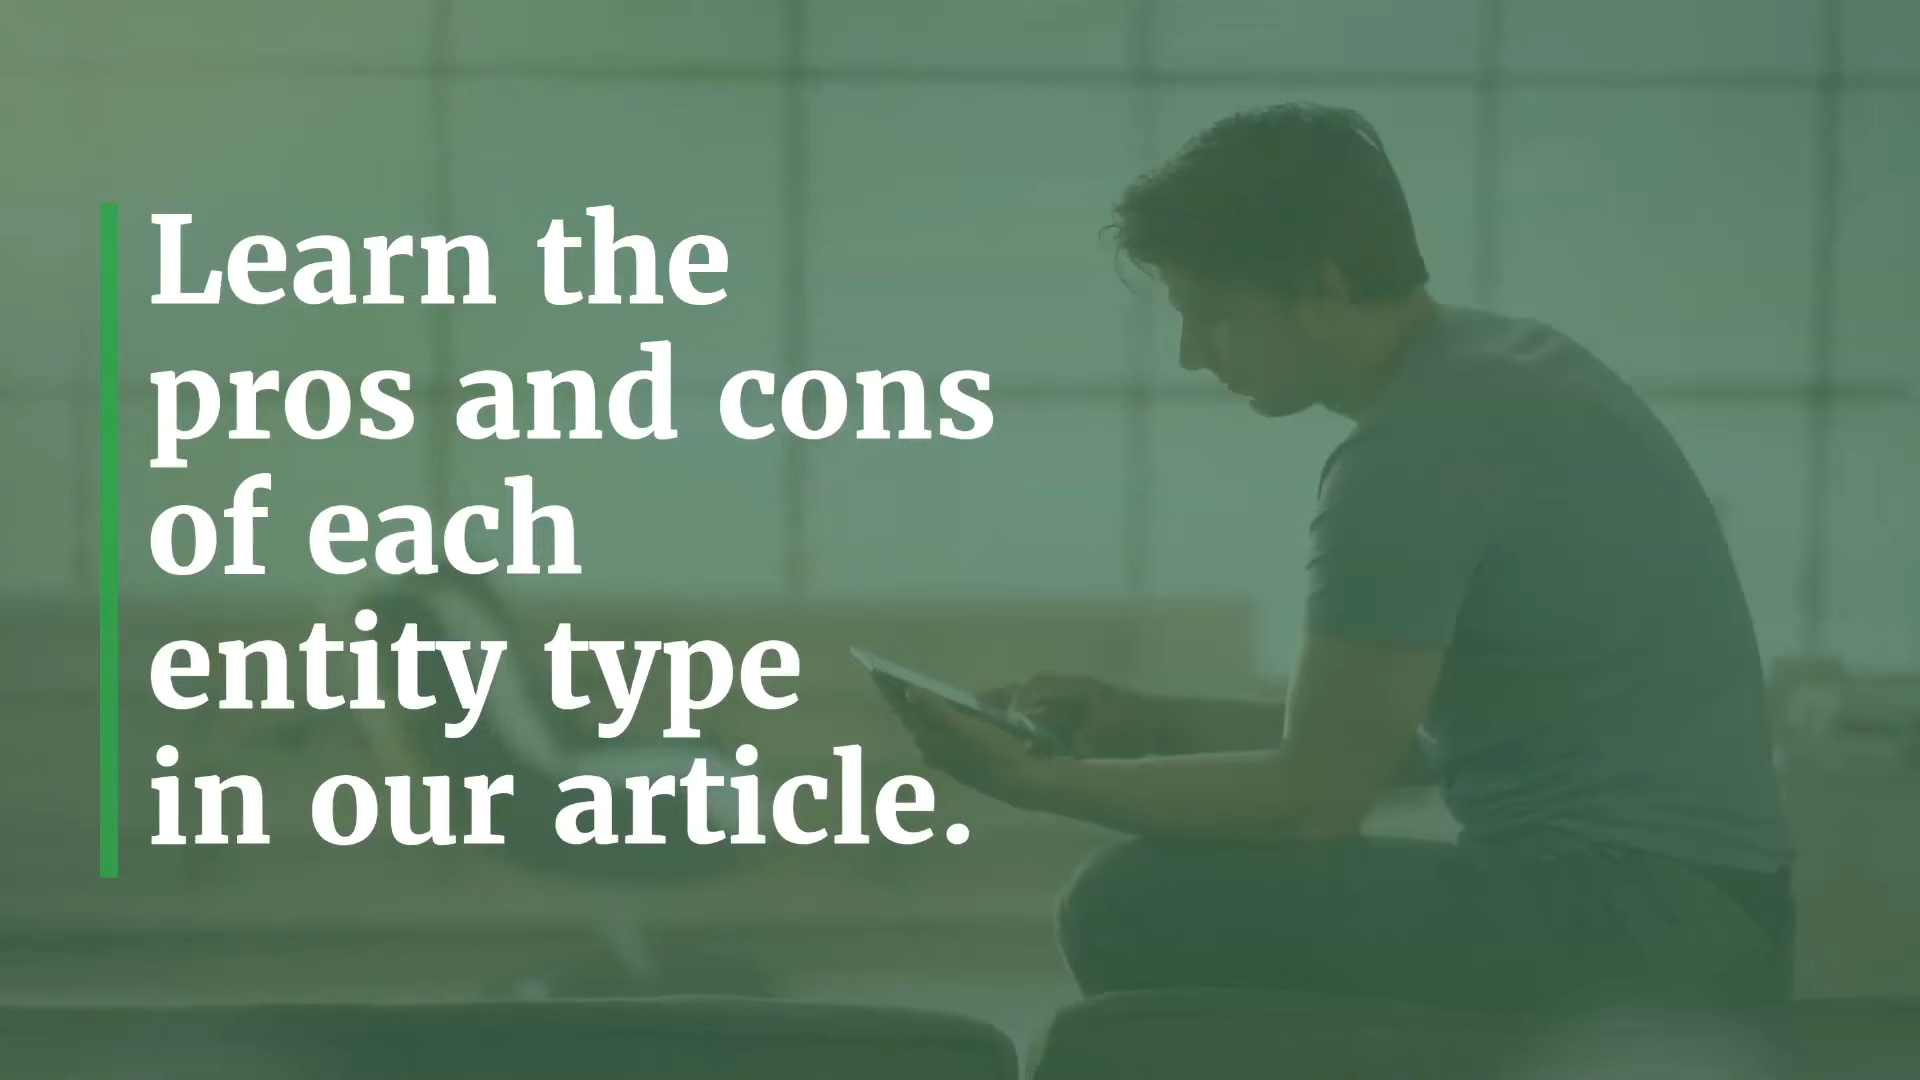 Learn the
pros and cons
of each
entity type
in our article.